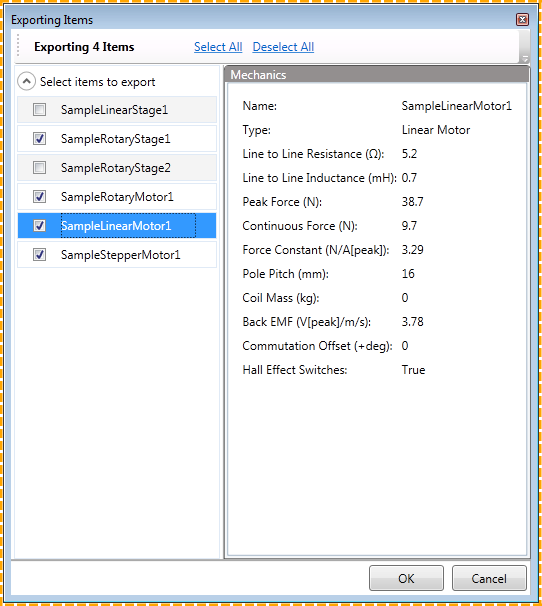 Exporting Items
Exporting 4 Items Select All Deselect All
Select items to export
SampleLinearStage1
SampleRotaryStage1
SampleRotaryStage2
SampleRotaryMotor1
SampleLinearMotor1
SampleStepperMotor1
Mechanics
Name: SampleLinearMotor1
Type: Linear Motor
Line to Line Resistance (Ω): 5.2
Line to Line Inductance (mH): 0.7
Peak Force (N): 38.7
Continuous Force (N): 9.7
Force Constant (N/A[peak]): 3.29
Pole Pitch (mm): 16
Coil Mass (kg): 0
Back EMF (V[peak]/m/s): 3.78
Commutation Offset (+deg): 0
Hall Effect Switches: True
OK Cancel